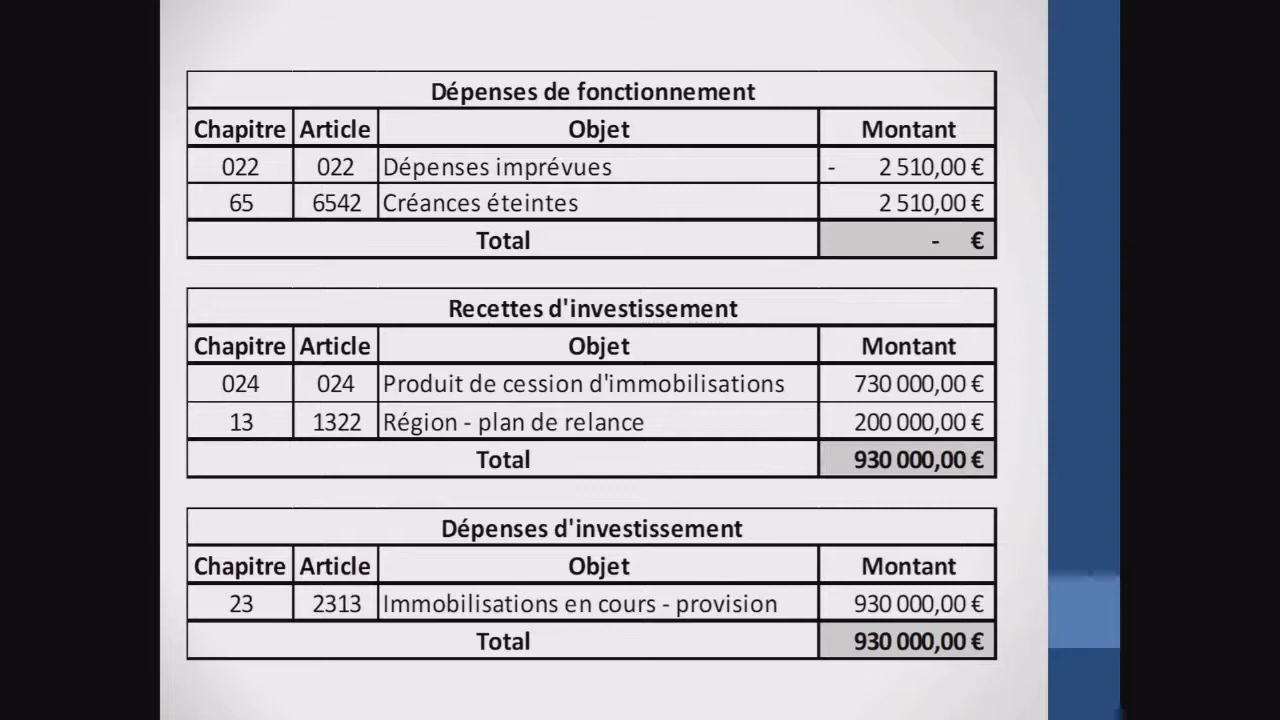 Dépenses de fonctionnement
Chapitre Article Objet Montant
022 022 Dépenses imprévues - 2 510,00 €
65 6542 Créances éteintes 2 510,00 €
Total - €
Recettes d'investissement
Chapitre Article Objet Montant
024 024 Produit de cession d'immobilisations 730 000,00 €
13 1322 Région - plan de relance 200 000,00 €
Total 930 000,00 €
Dépenses d'investissement
Chapitre Article Objet Montant
23 2313 Immobilisations en cours - provision 930 000,00 €
Total 930 000,00 €